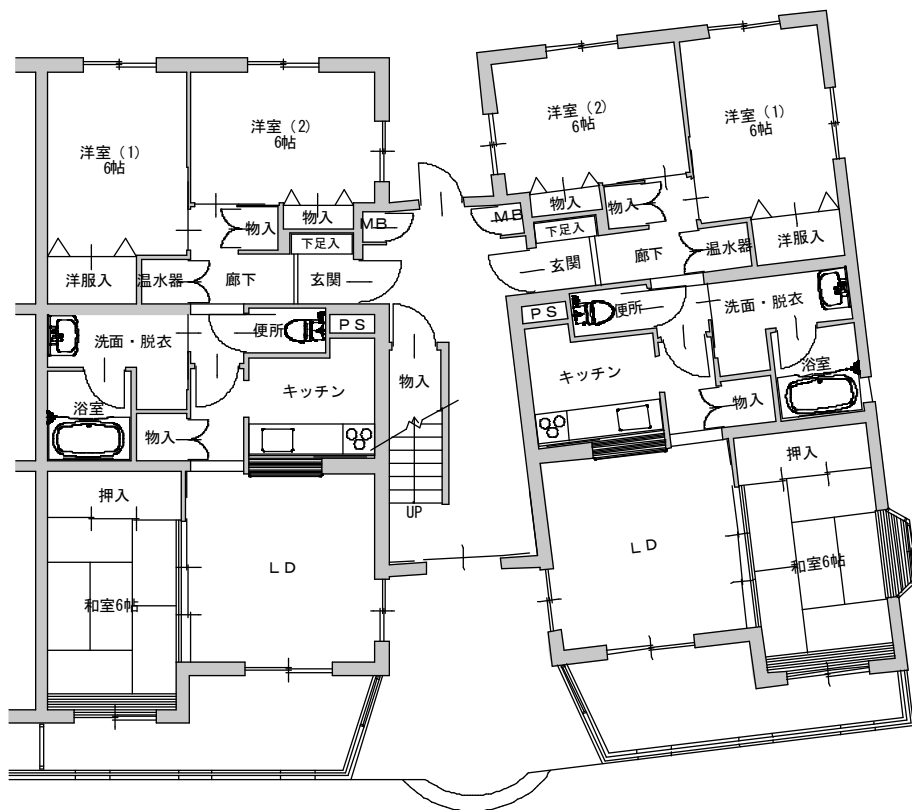 洋室（1）
6帖
洋室（2）
6帖
物入
物入
MB
下足入
洋服入
温水器
廊下
玄関
洗面・脱衣
便所
PS
キッチン
物入
浴室
物入
押入
UP
LD
和室6帖
洋室（2）
6帖
洋室（1）
6帖
MB
物入
物入
下足入
玄関
廊下
温水器
洋服入
PS
便所
洗面・脱衣
キッチン
物入
浴室
押入
LD
和室6帖